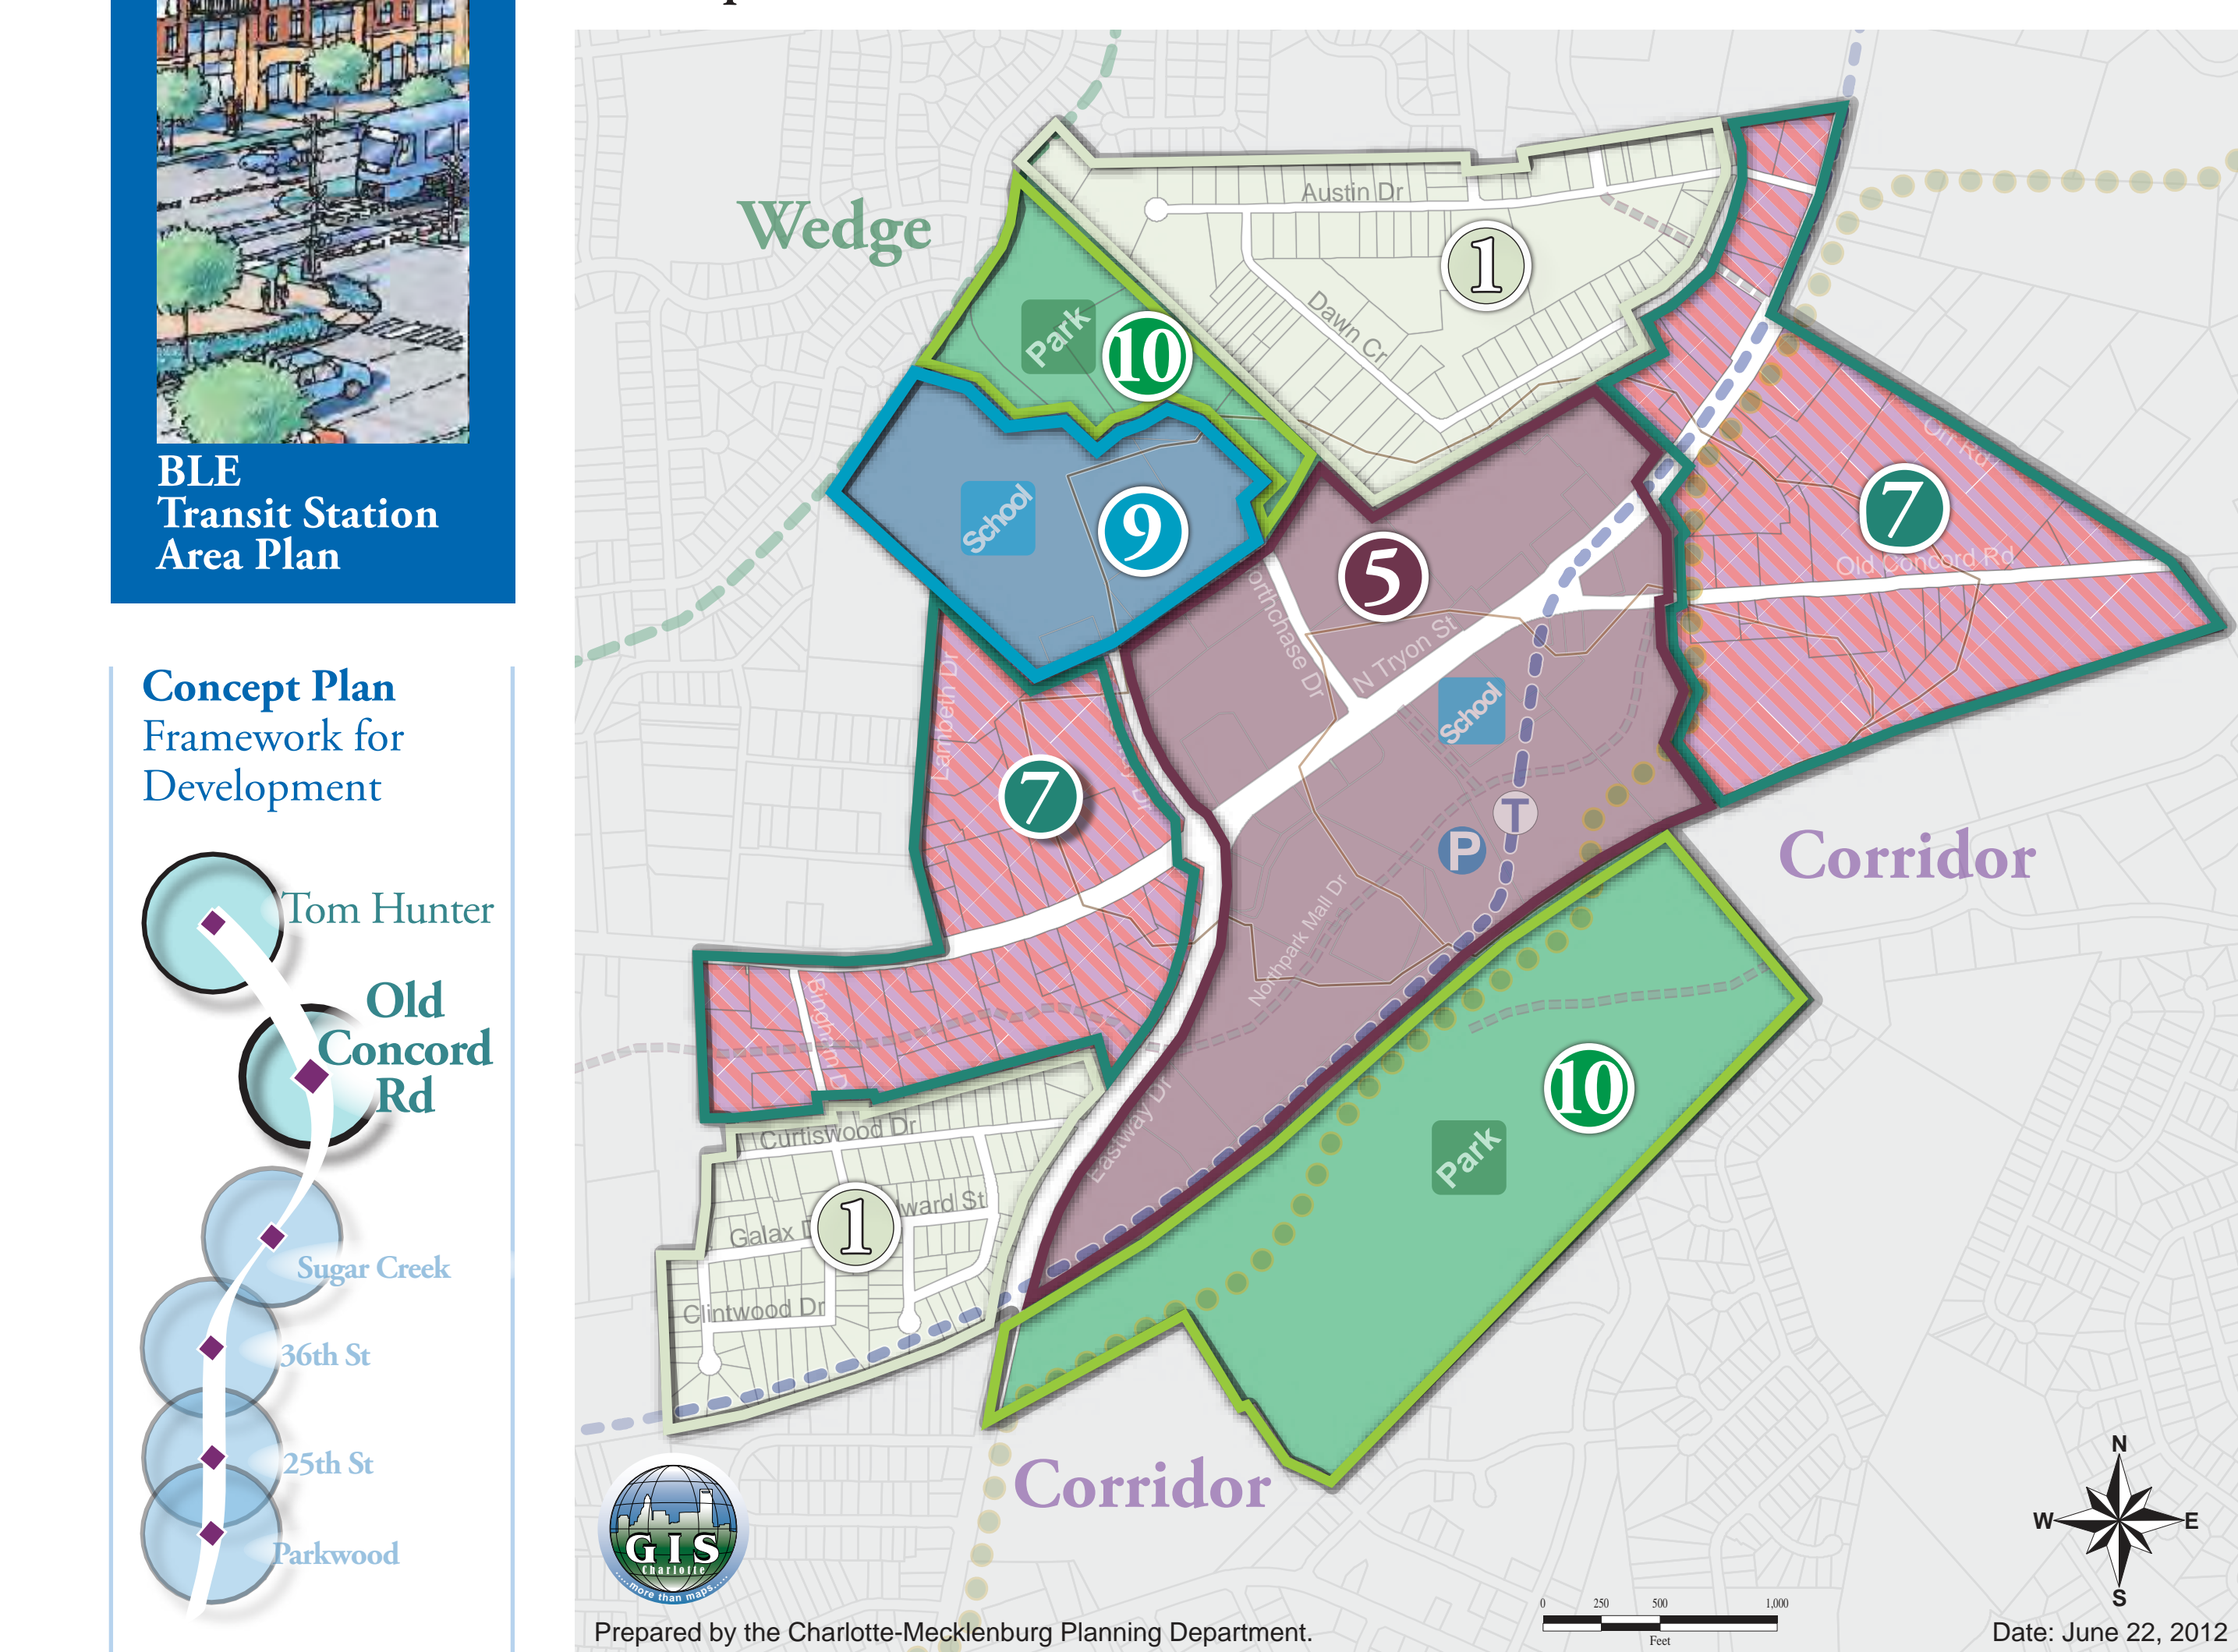 BLE
Transit Station
Area Plan
Concept Plan
Framework for
Development
Tom Hunter
Old
Concord
Rd
Sugar Creek
36th St
25th St
Parkwood
Wedge
Austin Dr
1
Dawn Cr
Park
10
School
9
5
7
Orr Rd
Old Concord Rd
N Tryon St
School
Lambeth Dr
7
T
P
Corridor
Northpark Mall Dr
10
Park
Eastway Dr
Curtiswood Dr
1
Galax
Clintwood Dr
Corridor
GIS
Charlotte
.....more than maps.....
N
W
E
S
0 250 500 1,000
Feet
Prepared by the Charlotte-Mecklenburg Planning Department.
Date: June 22, 2012